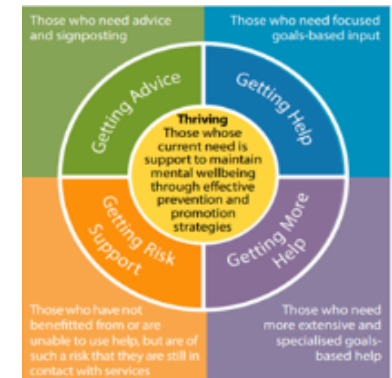 Those who need advice
and signposting
Those who need focused
goals-based input
Getting Advice
Getting Help
Thriving
Those whose
current need is
support to maintain
mental wellbeing
through effective
prevention and
promotion
strategies
Getting Risk
Support
Getting More
Help
Those who have not
benefitted from or are
unable to use help, but are of
such a risk that they are still in
contact with services
Those who need
more extensive and
specialised goals-
based help